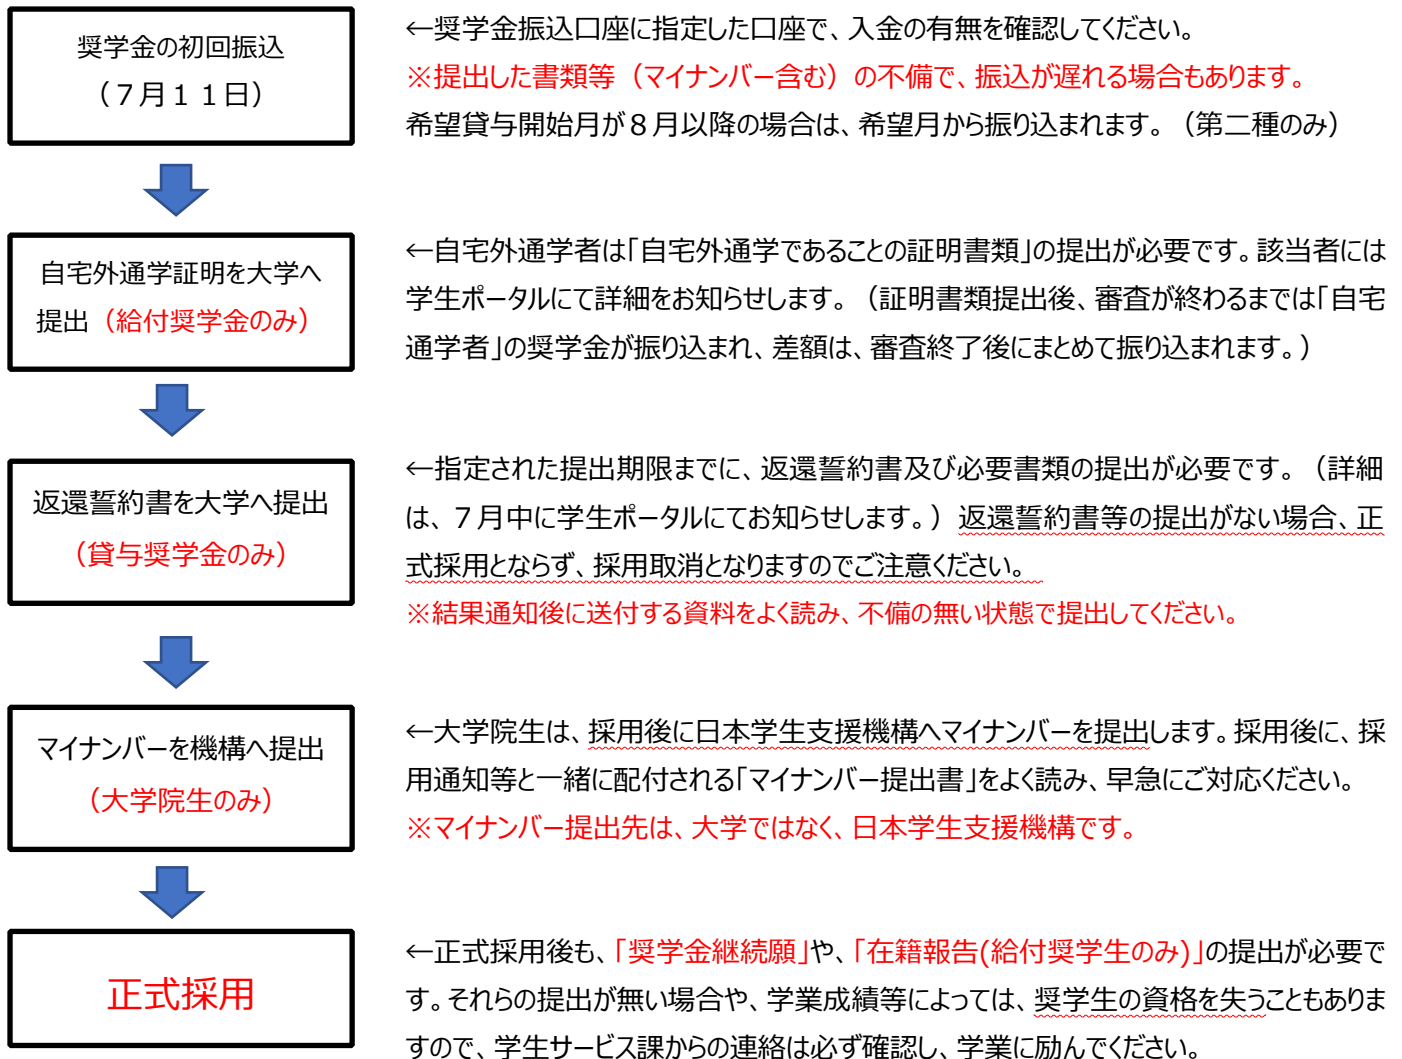 奨学金の初回振込
（７月１１日）
←奨学金振込口座に指定した口座で、入金の有無を確認してください。
※提出した書類等（マイナンバー含む）の不備で、振込が遅れる場合もあります。
希望貸与開始月が８月以降の場合は、希望月から振り込まれます。（第二種のみ）
自宅外通学証明を大学へ
提出（給付奨学金のみ）
←自宅外通学者は「自宅外通学であることの証明書類」の提出が必要です。該当者には
学生ポータルにて詳細をお知らせします。（証明書類提出後、審査が終わるまでは「自宅
通学者」の奨学金が振り込まれ、差額は、審査終了後にまとめて振り込まれます。）
返還誓約書を大学へ提出
（貸与奨学金のみ）
←指定された提出期限までに、返還誓約書及び必要書類の提出が必要です。（詳細
は、７月中に学生ポータルにてお知らせします。）返還誓約書等の提出がない場合、正
式採用とならず、採用取消となりますのでご注意ください。
※結果通知後に送付する資料をよく読み、不備の無い状態で提出してください。
マイナンバーを機構へ提出
（大学院生のみ）
←大学院生は、採用後に日本学生支援機構へマイナンバーを提出します。採用後に、採
用通知等と一緒に配付される「マイナンバー提出書」をよく読み、早急にご対応ください。
※マイナンバー提出先は、大学ではなく、日本学生支援機構です。
正式採用
←正式採用後も、「奨学金継続願」や、「在籍報告(給付奨学生のみ)」の提出が必要で
す。それらの提出が無い場合や、学業成績等によっては、奨学生の資格を失うこともありま
すので、学生サービス課からの連絡は必ず確認し、学業に励んでください。